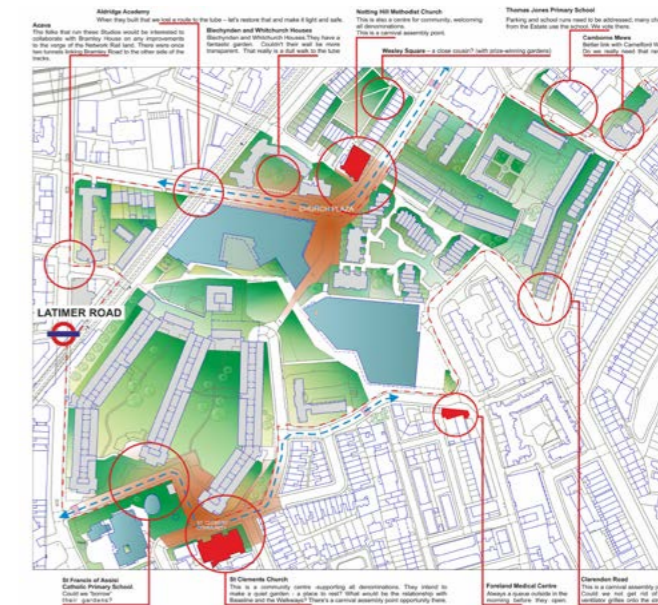 Aldridge Academy
When they built that we lost a route to the tube – let's restore that and make it light and safe.
Acava
The folks that run these Studios would be interested to
collaborate with Bramley House on any improvements
to the verge of the Network Rail land. There were once
two tunnels linking Bramley Road to the other side of the
tracks.
Blechynden and Whitchurch Houses
Blechynden and Whitchurch Houses. They have a
fantastic garden. Couldn't their wall be more
transparent. That really is a dull walk to the tube
Notting Hill Methodist Church
This is also a centre for community, welcoming
all denominations.
This is a carnival assembly point.
Wesley Square – a close cousin? (with prize-winning gardens)
Thomas Jones Primary School
Parking and school runs need to be addressed, many ch
from the Estate use the school. We vote there.
Camborne Mews
Better link with Camelford W
Do we really need that ne
CHURCH PLAZA
LATIMER ROAD
ST. CLEMENTS
St Francis of Assisi
Catholic Primary School.
Could we 'borrow'
their gardens?
St Clements Church
This is a community centre -supporting all denominations. They intend to
make a quiet garden - a place to rest? What would be the relationship with
Baseline and the Walkways? There's a carnival assembly point opportunity there.
Foreland Medical Centre
Always a queue outside in the
morning before they open.
Clarendon Road
This is a carnival assembly
Could we not get rid of
ventilator grilles onto the